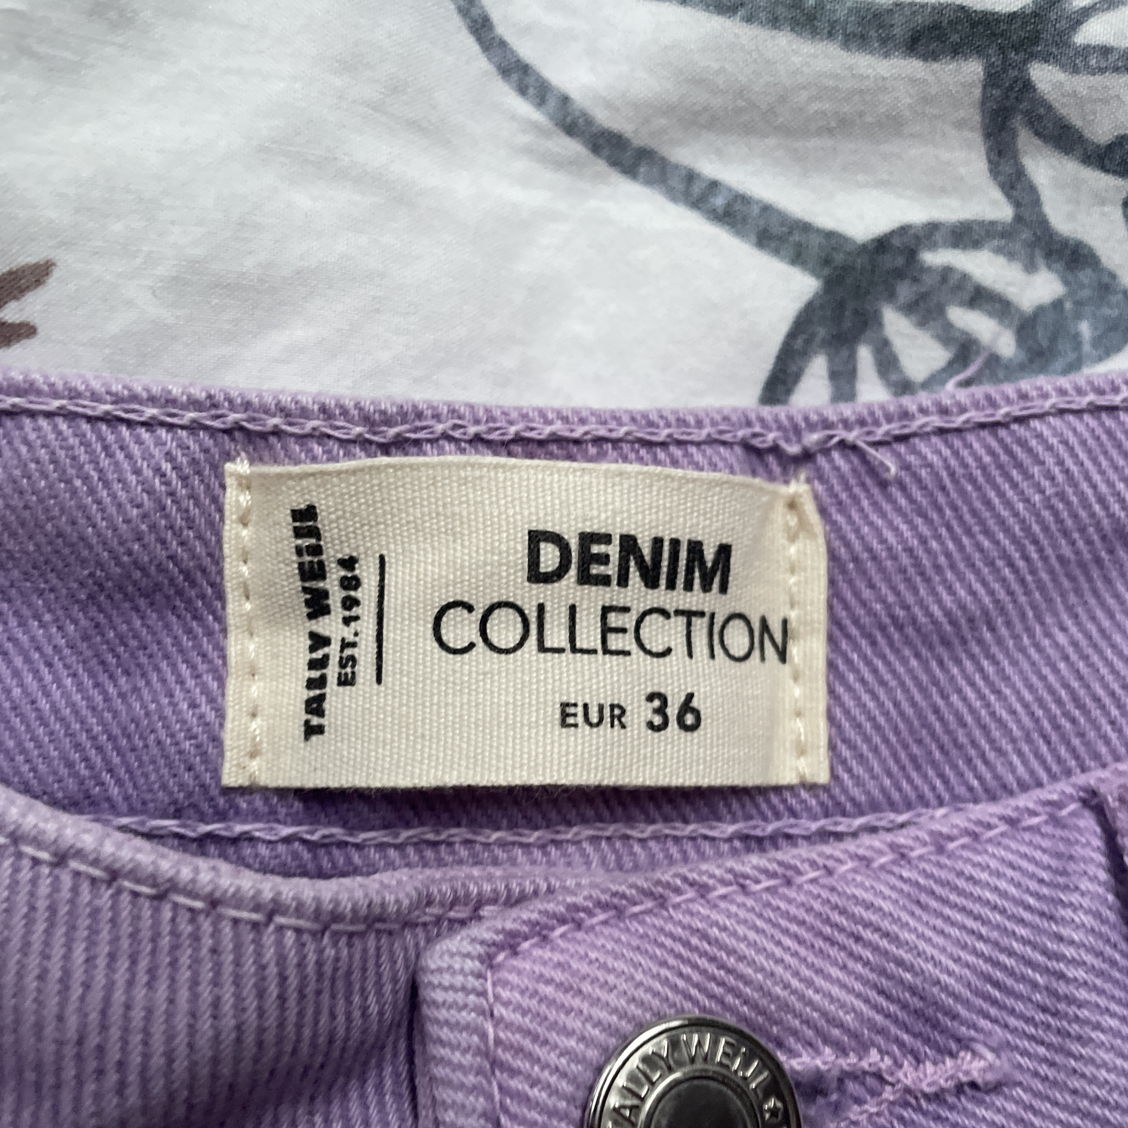 TALLY WEiJL
EST. 1984
DENIM
COLLECTION
EUR 36
TALLY WEiJL